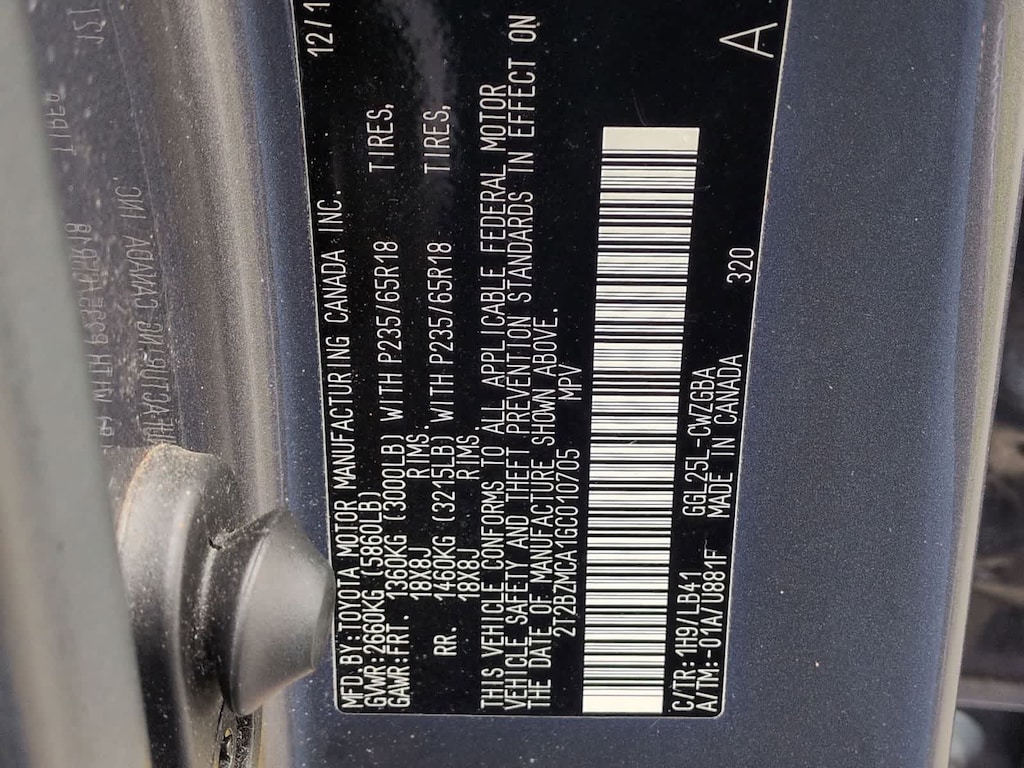 MFD. BY: TOYOTA MOTOR MANUFACTURING CANADA INC. 12/1
GVWR: 2660KG (5860LB)
GAWR: FRT. 1360KG (3000LB) WITH P235/65R18 TIRES,
18X8J RIMS.
RR. 1460KG (3215LB) WITH P235/65R18 TIRES,
18X8J RIMS
THIS VEHICLE CONFORMS TO ALL APPLICABLE FEDERAL MOTOR
VEHICLE SAFETY AND THEFT PREVENTION STANDARDS IN EFFECT ON
THE DATE OF MANUFACTURE SHOWN ABOVE.
2T2BZMCA1GC010705 MPV
C/TR: 1H9/LB41 GGL25L-CWZGBA
A/TM: -01A/U881F MADE IN CANADA 320 A